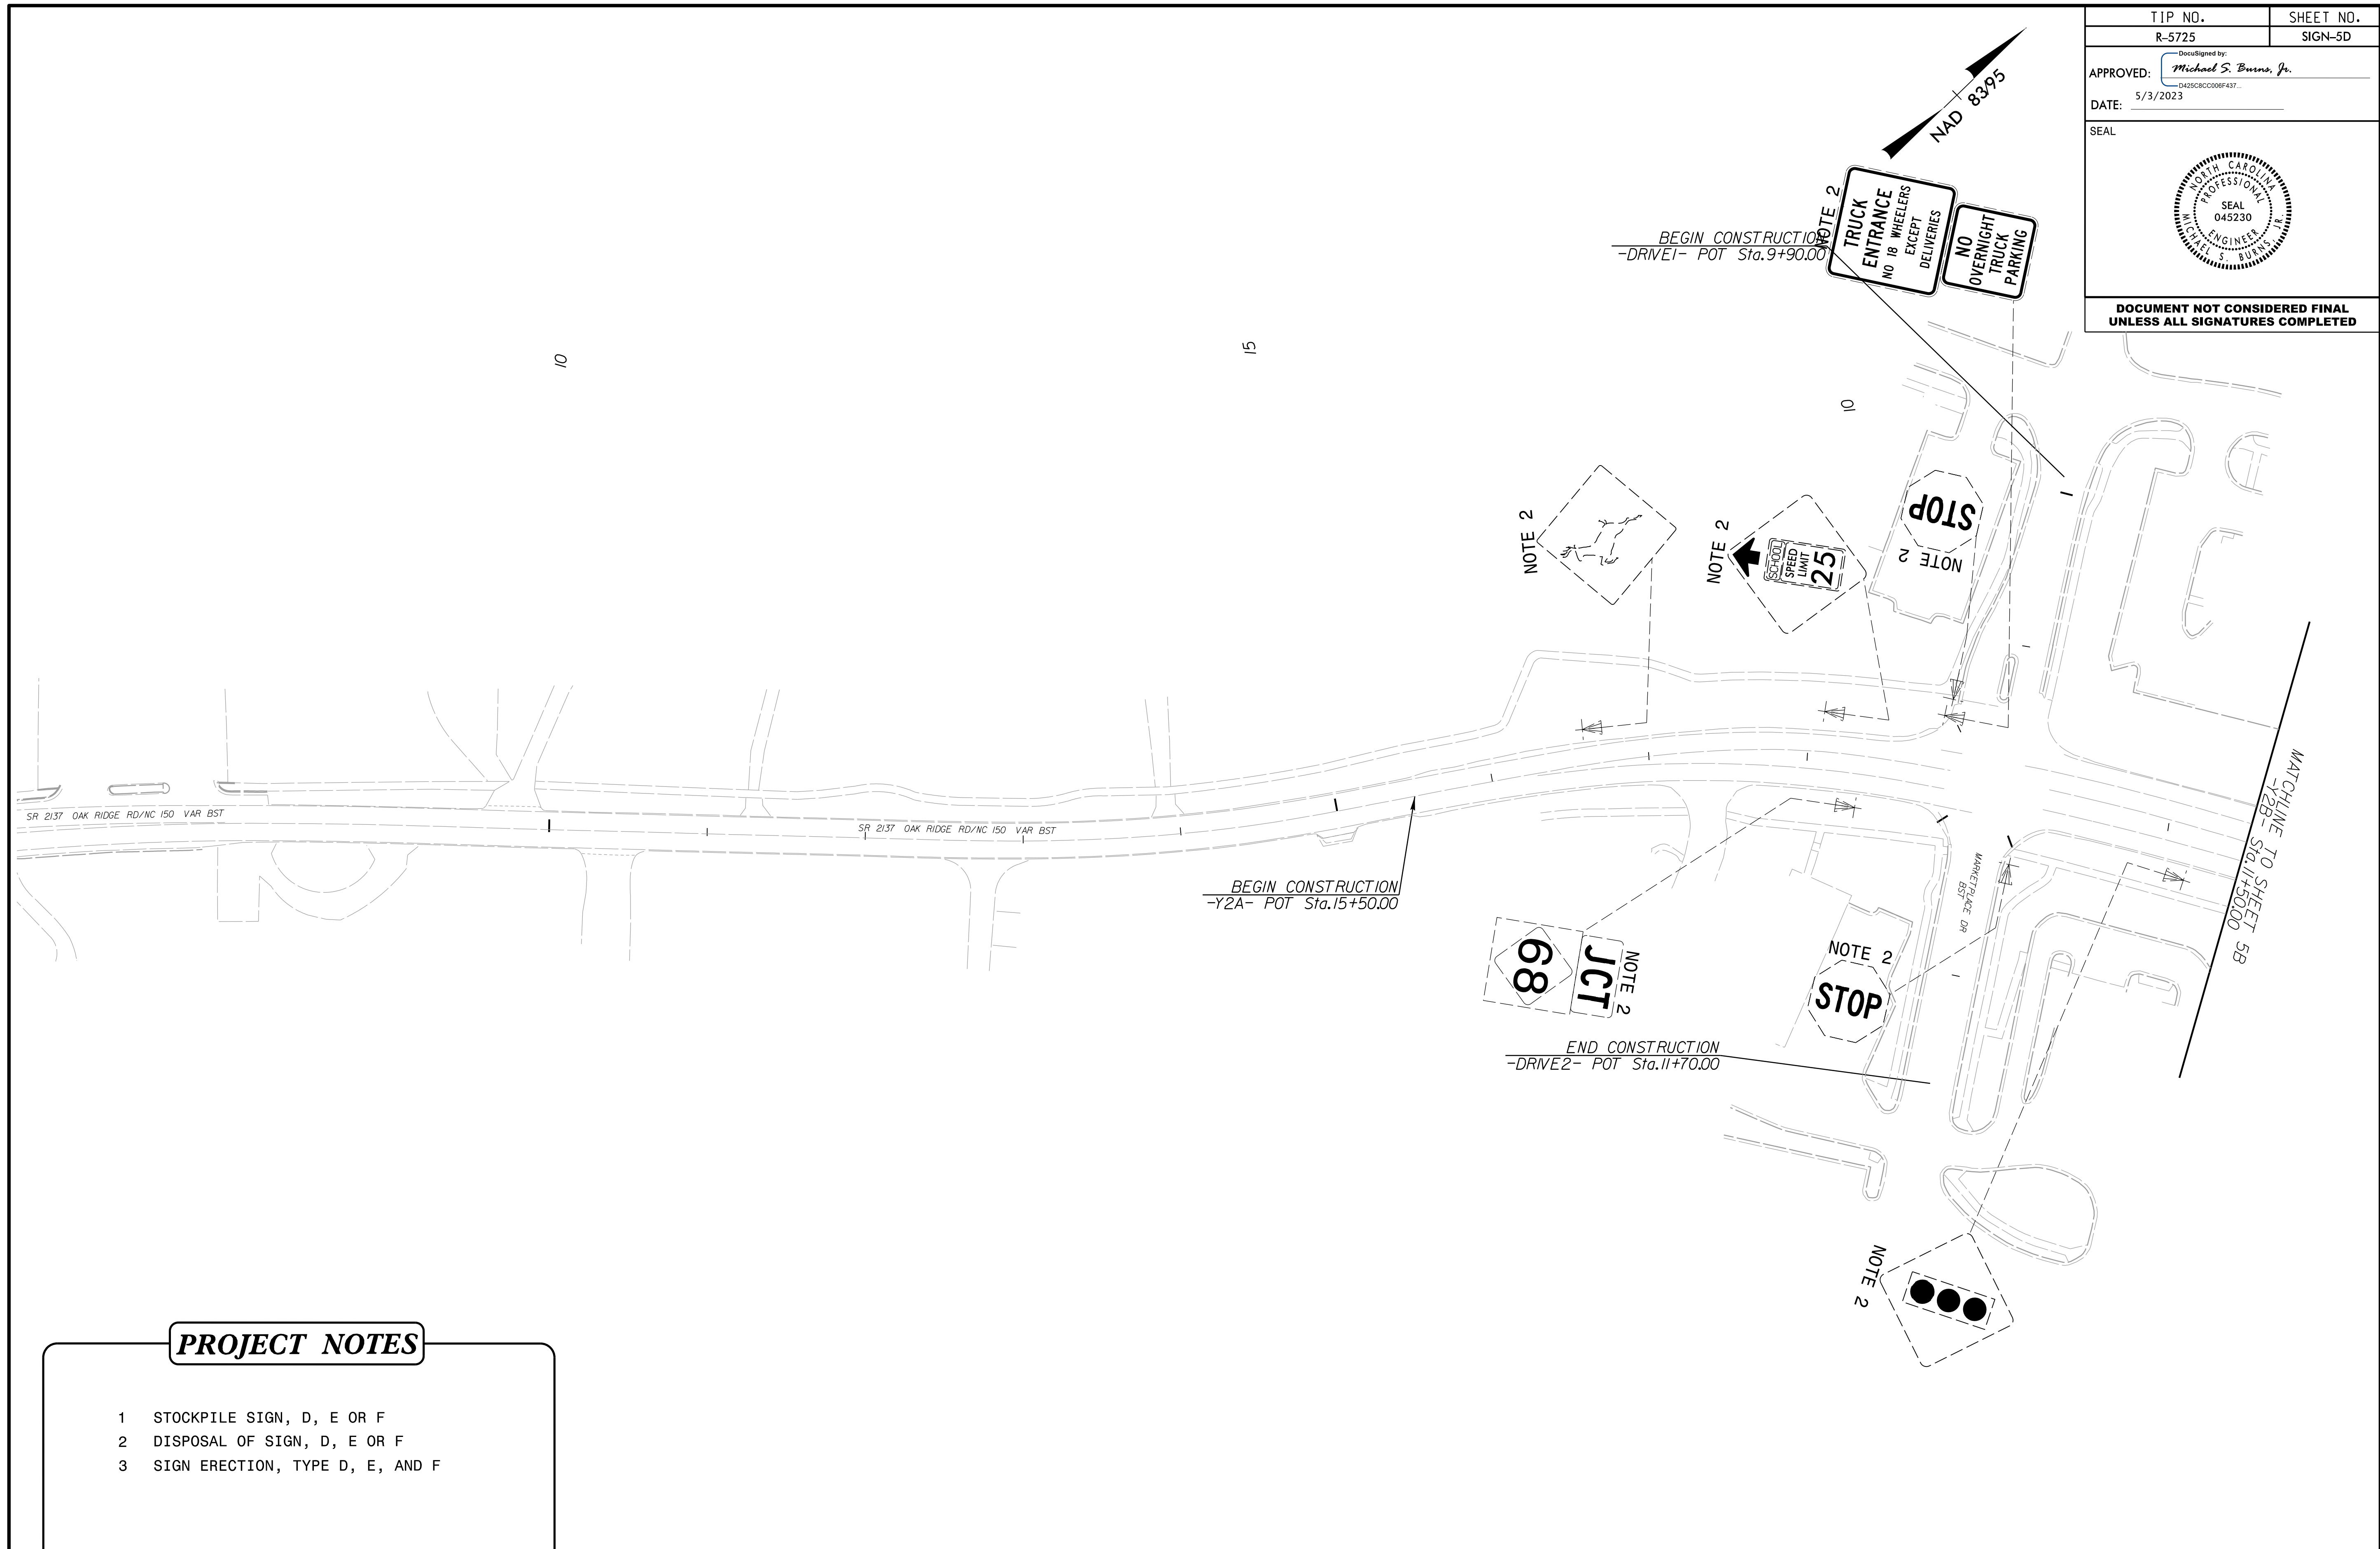 TIP NO.
SHEET NO.
R-5725
SIGN-5D
DocuSigned by:
APPROVED:
Michael S. Burns, Jr.
D425C8CC006F437...
DATE: 5/3/2023
SEAL
NORTH CAROLINA
PROFESSIONAL
SEAL
045230
ENGINEER
MICHAEL S. BURNS JR.
DOCUMENT NOT CONSIDERED FINAL
UNLESS ALL SIGNATURES COMPLETED
NAD 83/95
NOTE 2
TRUCK
ENTRANCE
NO 18 WHEELERS
EXCEPT
DELIVERIES
NO
OVERNIGHT
TRUCK
PARKING
BEGIN CONSTRUCTION
-DRIVE1- POT Sta.9+90.00
10
15
10
NOTE 2
NOTE 2
SCHOOL
SPEED
LIMIT
25
STOP
NOTE 2
SR 2137 OAK RIDGE RD/NC 150 VAR BST
SR 2137 OAK RIDGE RD/NC 150 VAR BST
BEGIN CONSTRUCTION
-Y2A- POT Sta.15+50.00
MATCHLINE TO SHEET 5B
-Y2B- Sta.11+50.00
MARKETPLACE DR
BST
NOTE 2
JCT
68
NOTE 2
STOP
END CONSTRUCTION
-DRIVE2- POT Sta.11+70.00
NOTE 2
PROJECT NOTES
1 STOCKPILE SIGN, D, E OR F
2 DISPOSAL OF SIGN, D, E OR F
3 SIGN ERECTION, TYPE D, E, AND F